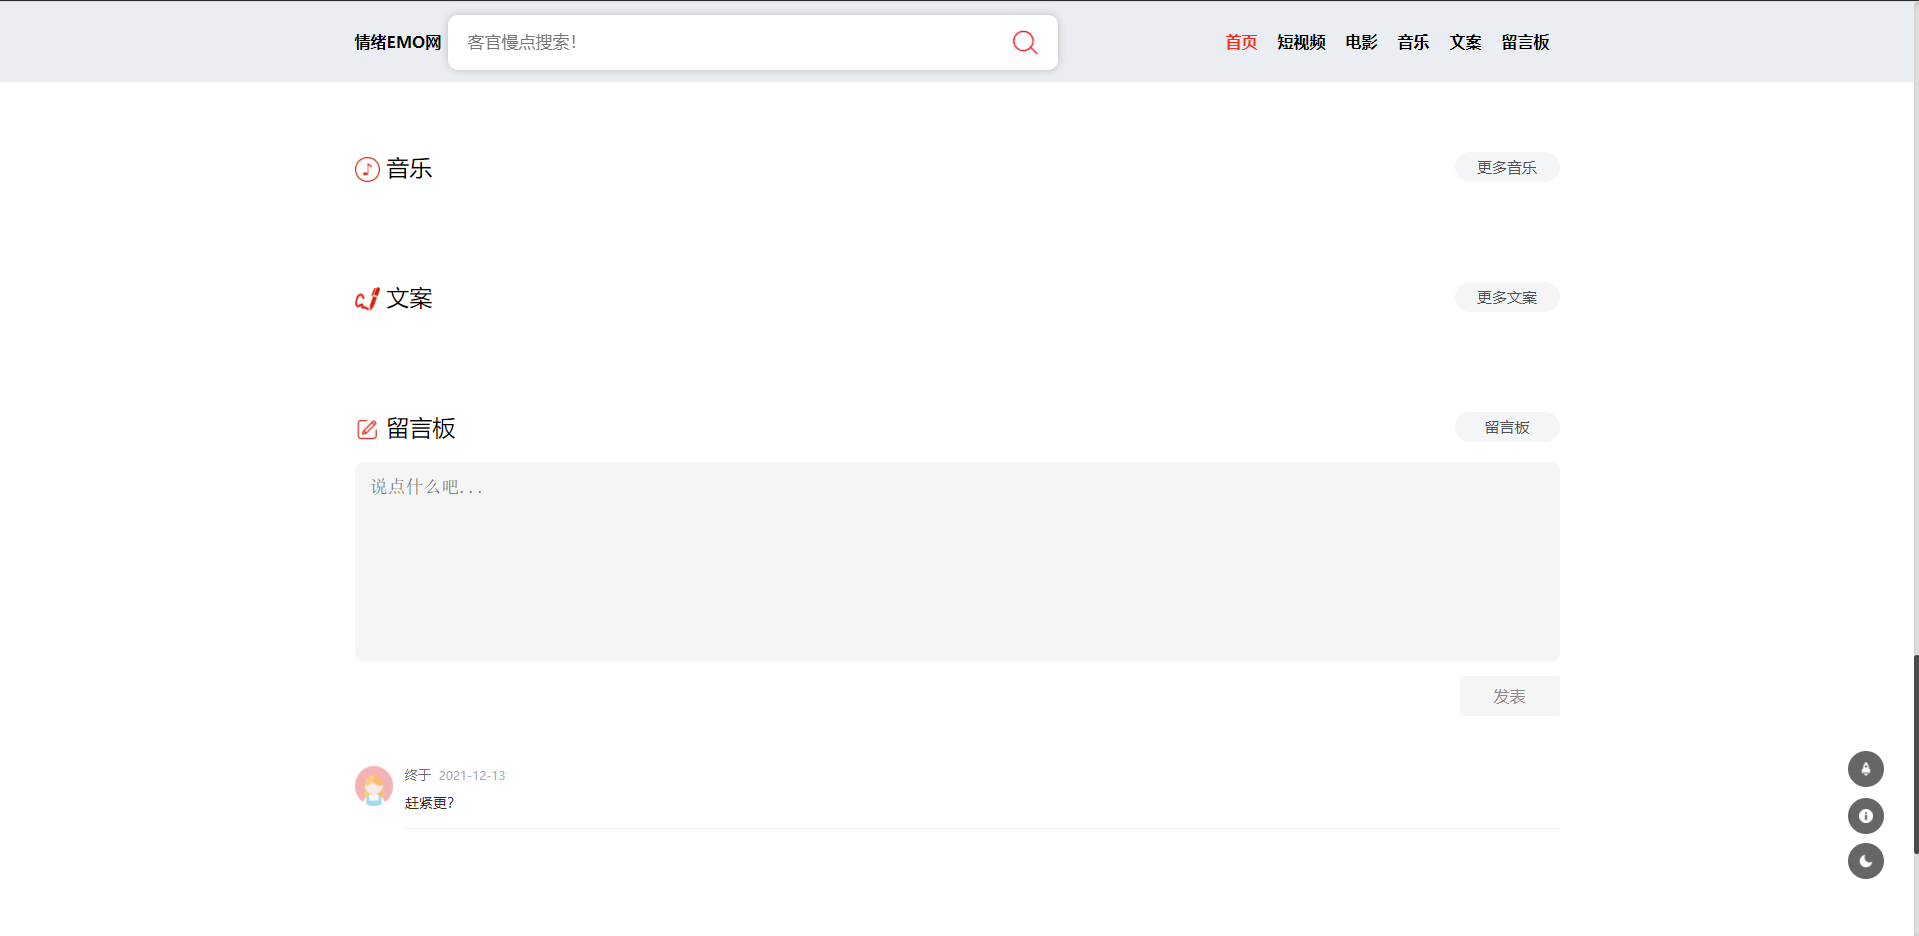 情绪EMO网 客官慢点搜索! 首页 短视频 电影 音乐 文案 留言板
音乐 更多音乐
文案 更多文案
留言板 留言板
说点什么吧...
发表
终于 2021-12-13
赶紧更?